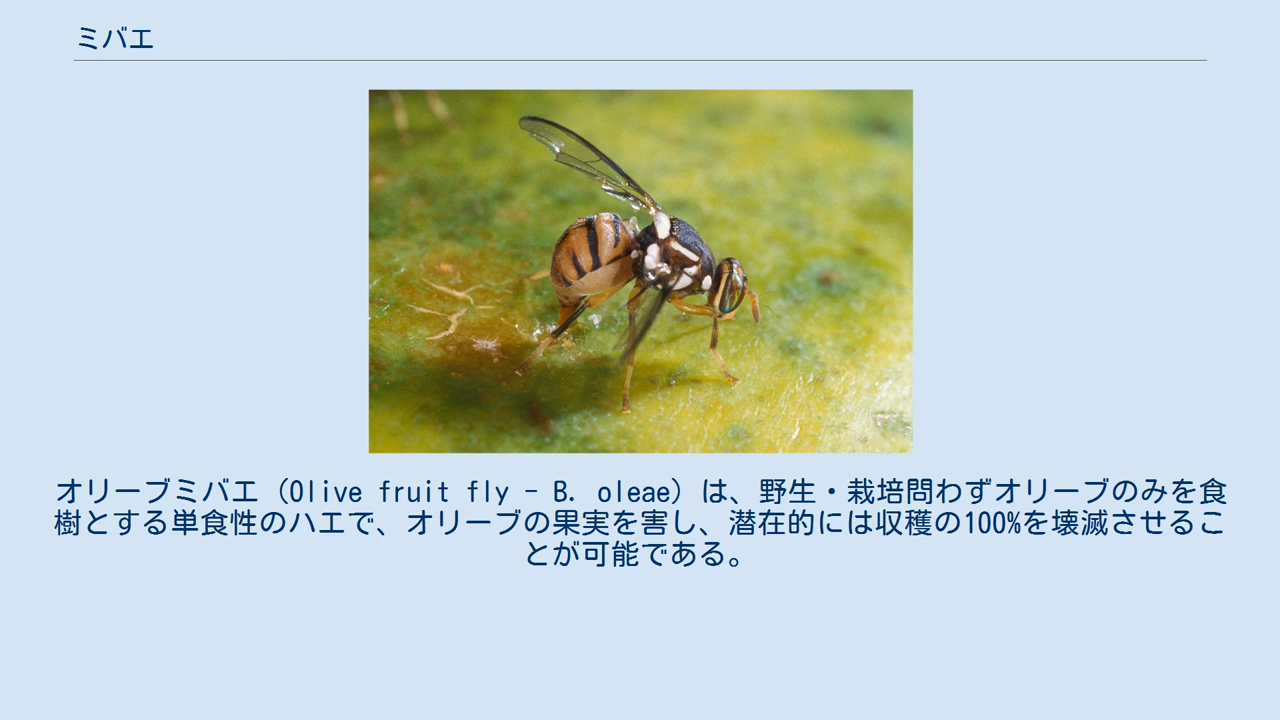 ミバエ
オリーブミバエ（Olive fruit fly - B. oleae）は、野生・栽培問わずオリーブのみを食
樹とする単食性のハエで、オリーブの果実を害し、潜在的には収穫の100%を壊滅させるこ
とが可能である。